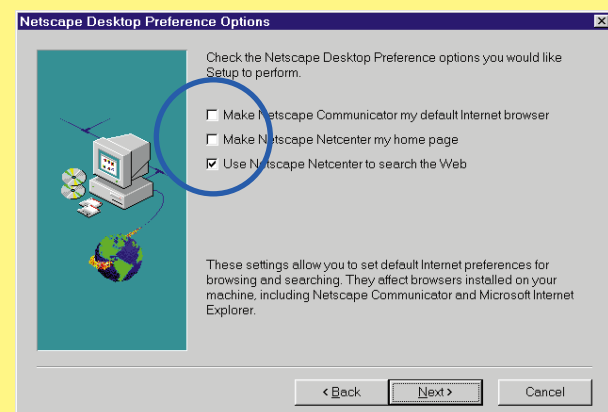 Netscape Desktop Preference Options
Check the Netscape Desktop Preference options you would like
Setup to perform.
Make Netscape Communicator my default Internet browser
Make Netscape Netcenter my home page
Use Netscape Netcenter to search the Web
These settings allow you to set default Internet preferences for
browsing and searching. They affect browsers installed on your
machine, including Netscape Communicator and Microsoft Internet
Explorer.
< Back Next > Cancel